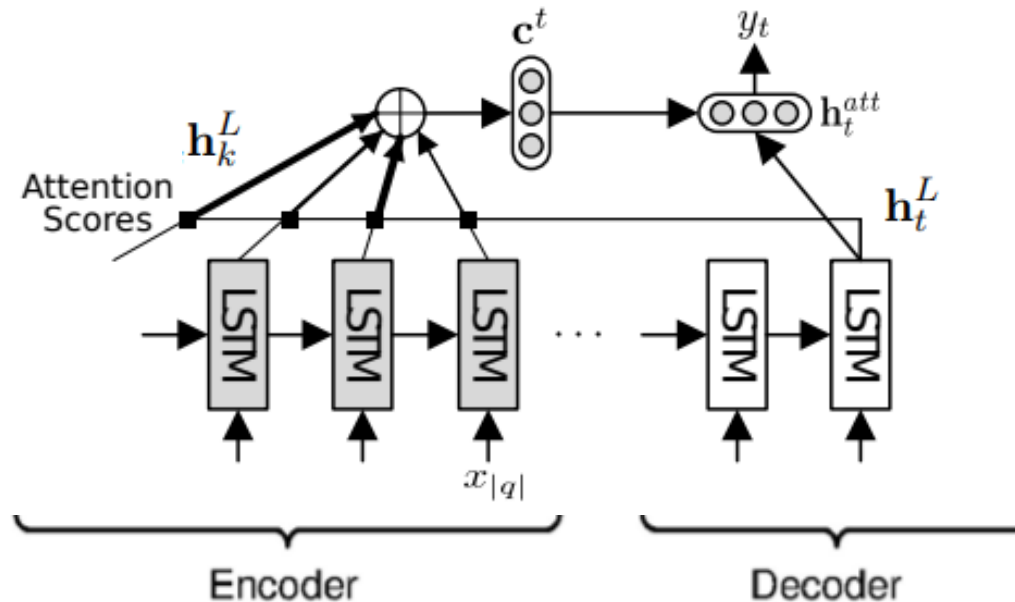 c^t
y_t
h_k^L
h_t^{att}
Attention
Scores
h_t^L
LSTM
LSTM
LSTM
...
LSTM
LSTM
x_{|q|}
Encoder
Decoder